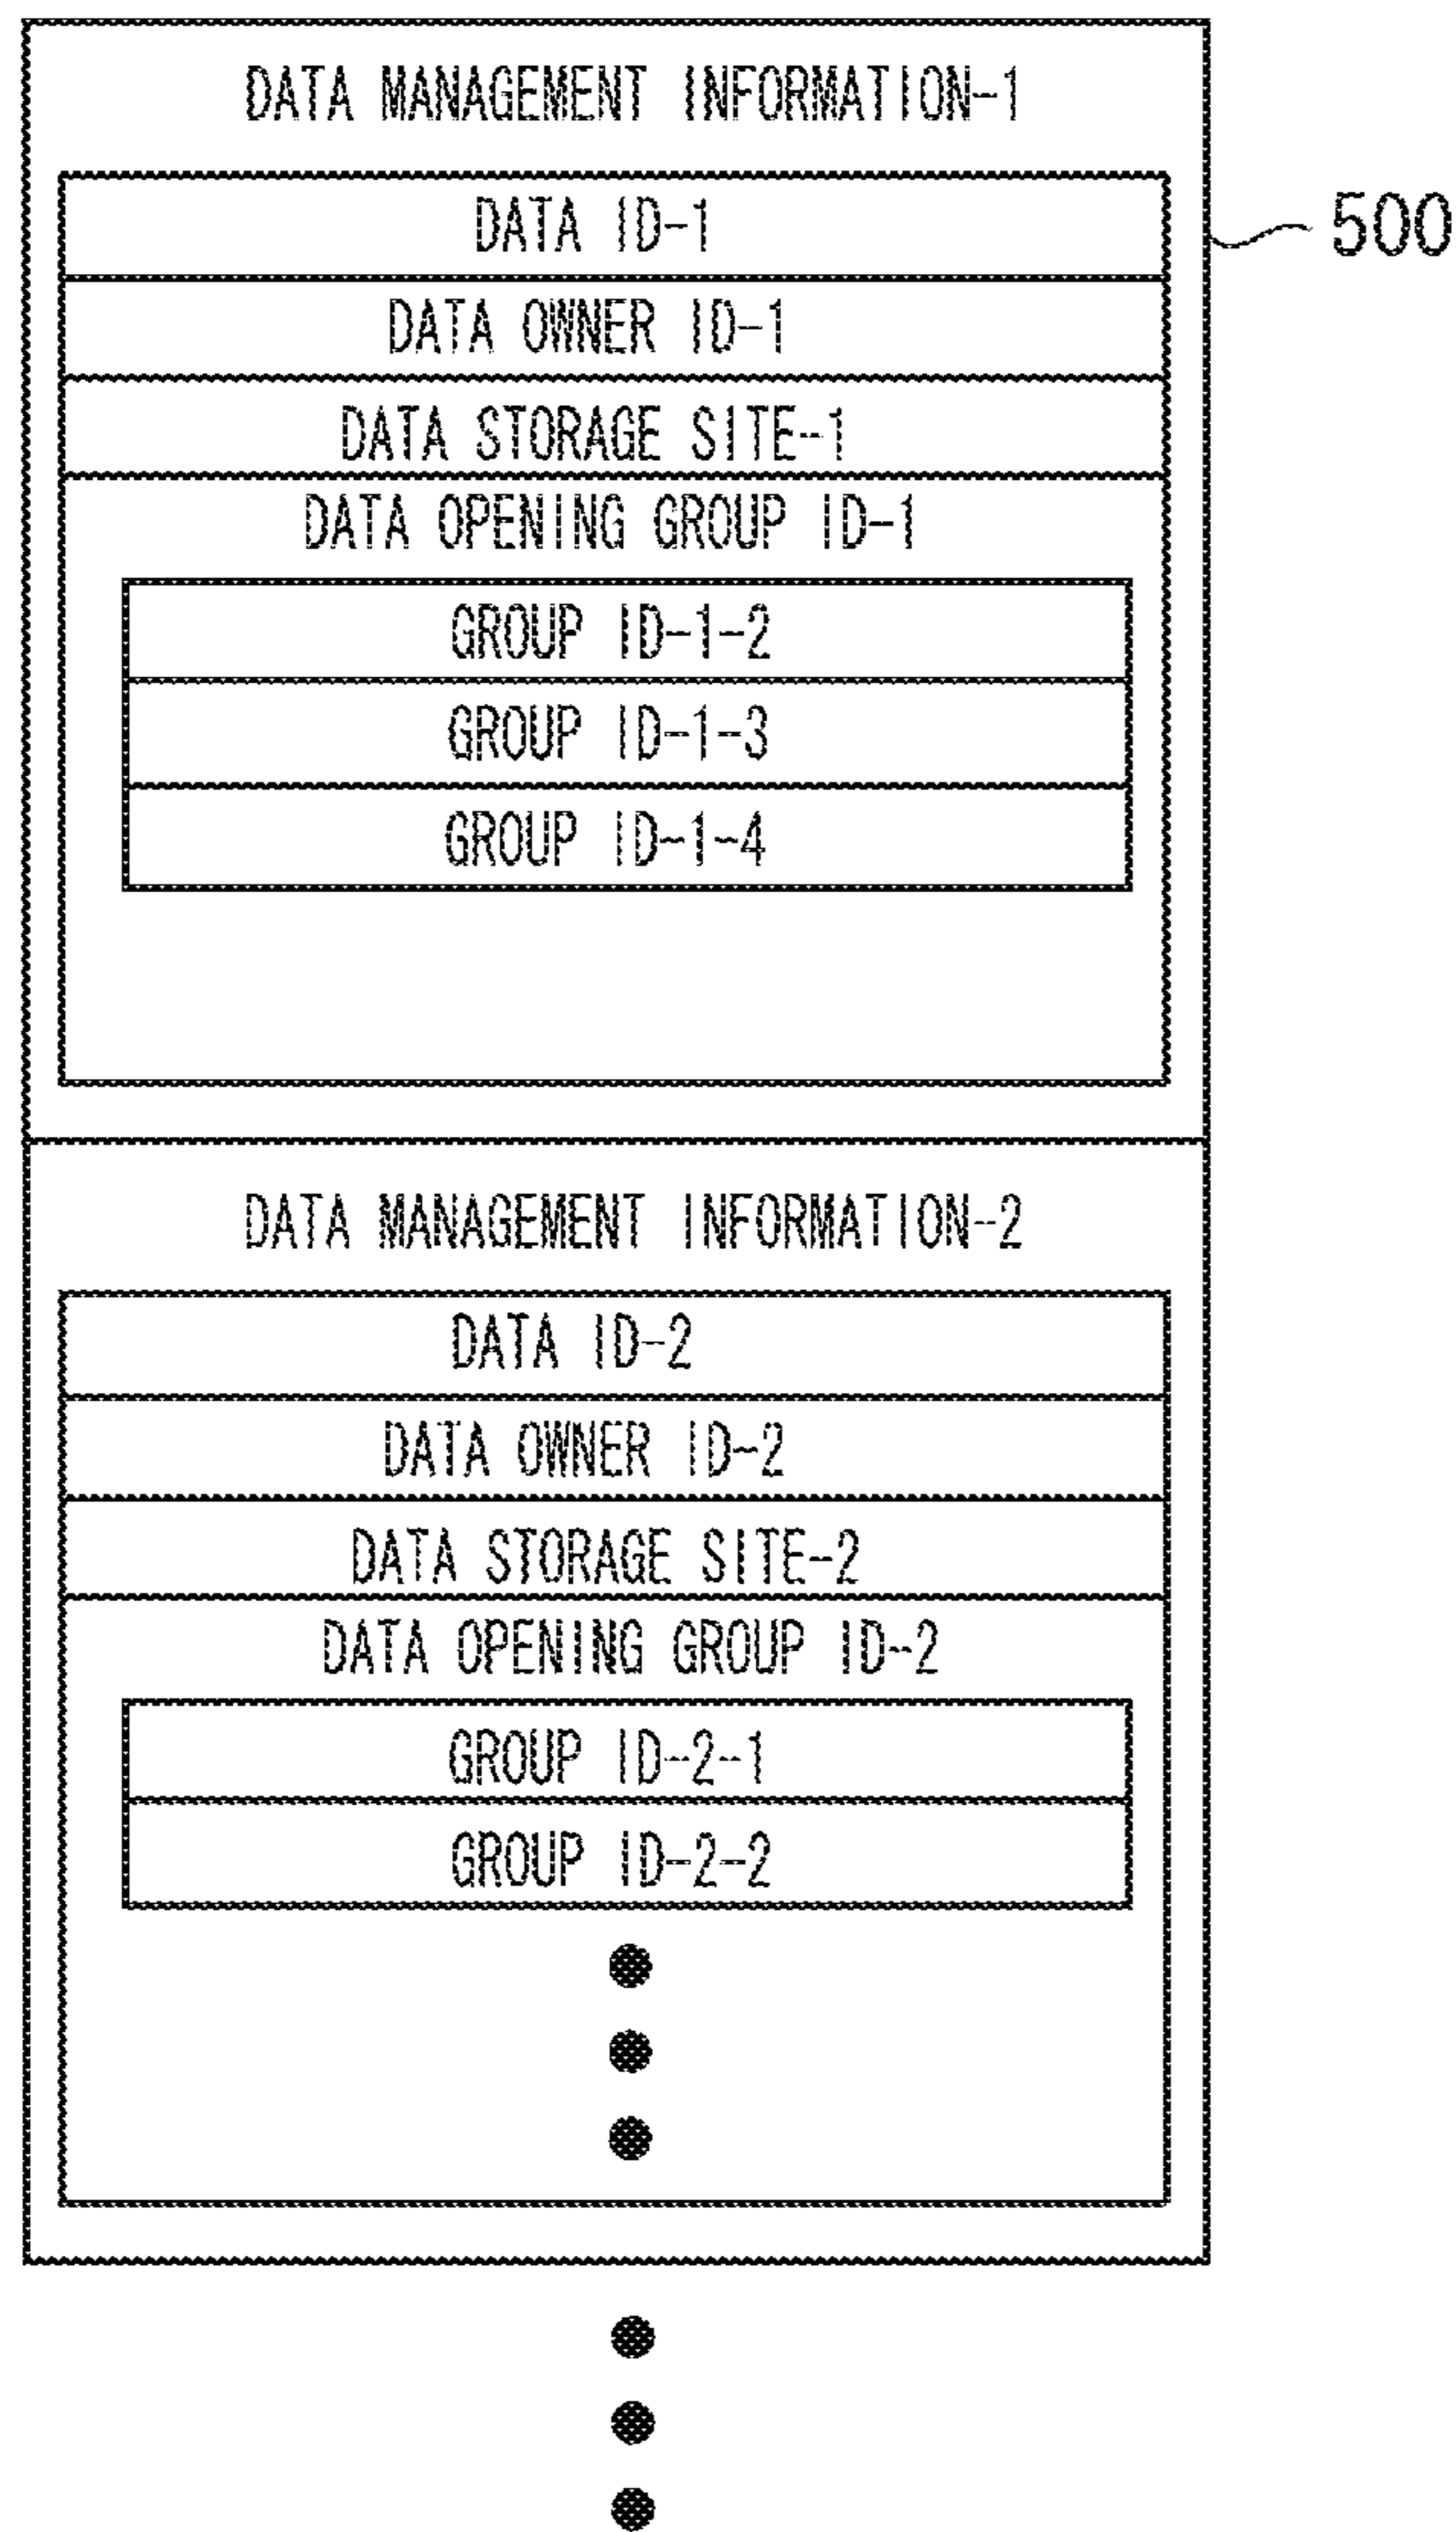 DATA MANAGEMENT INFORMATION-1
DATA ID-1
500
DATA OWNER ID-1
DATA STORAGE SITE-1
DATA OPENING GROUP ID-1
GROUP ID-1-2
GROUP ID-1-3
GROUP ID-1-4
DATA MANAGEMENT INFORMATION-2
DATA ID-2
DATA OWNER ID-2
DATA STORAGE SITE-2
DATA OPENING GROUP ID-2
GROUP ID-2-1
GROUP ID-2-2